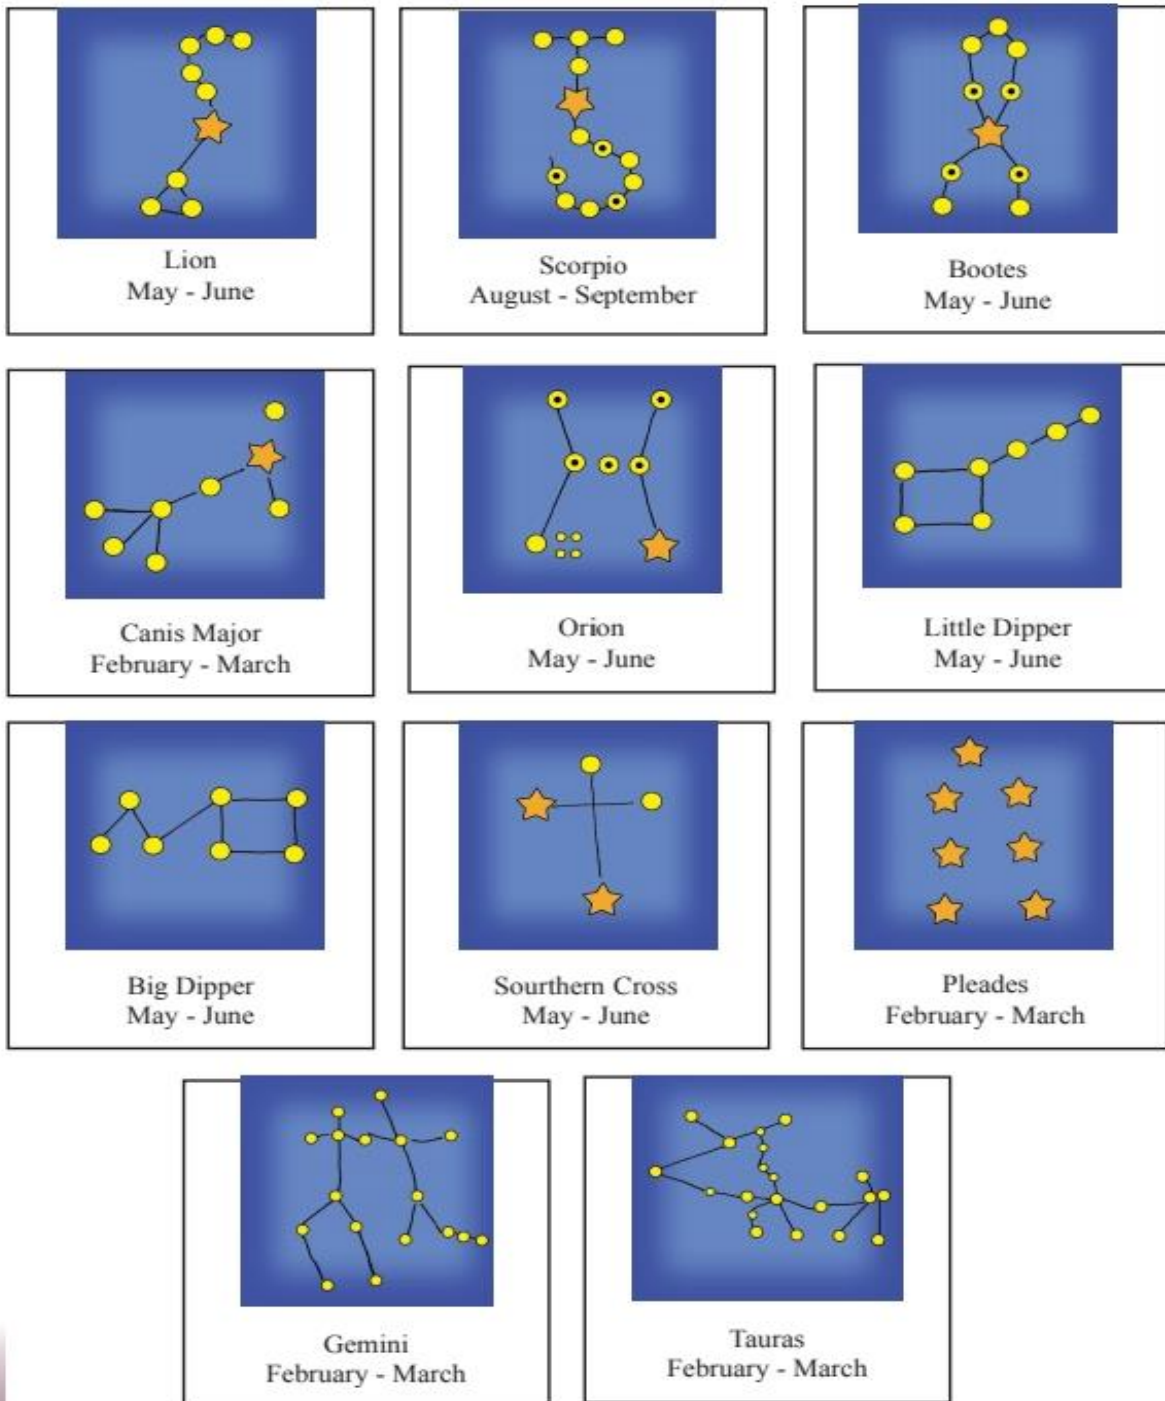 Lion
May - June
Scorpio
August - September
Bootes
May - June
Canis Major
February - March
Orion
May - June
Little Dipper
May - June
Big Dipper
May - June
Sourthern Cross
May - June
Pleades
February - March
Gemini
February - March
Tauras
February - March